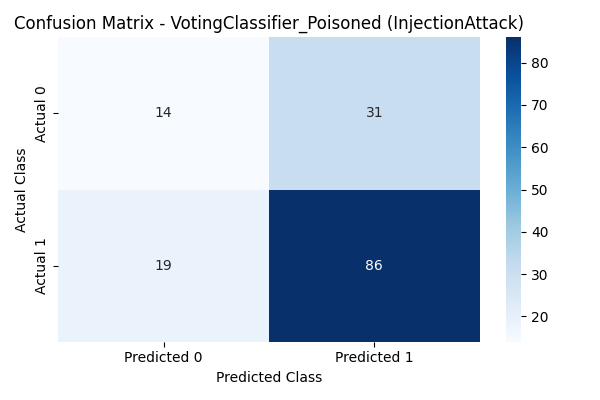 Confusion Matrix - VotingClassifier_Poisoned (InjectionAttack)
Actual Class
Actual 0
14
31
Actual 1
19
86
Predicted 0
Predicted 1
Predicted Class
80
70
60
50
40
30
20